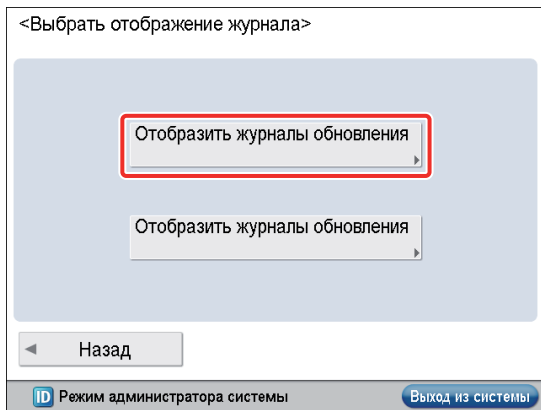 <Выбрать отображение журнала>
Отобразить журналы обновления
Отобразить журналы обновления
Назад
ID Режим администратора системы
Выход из системы